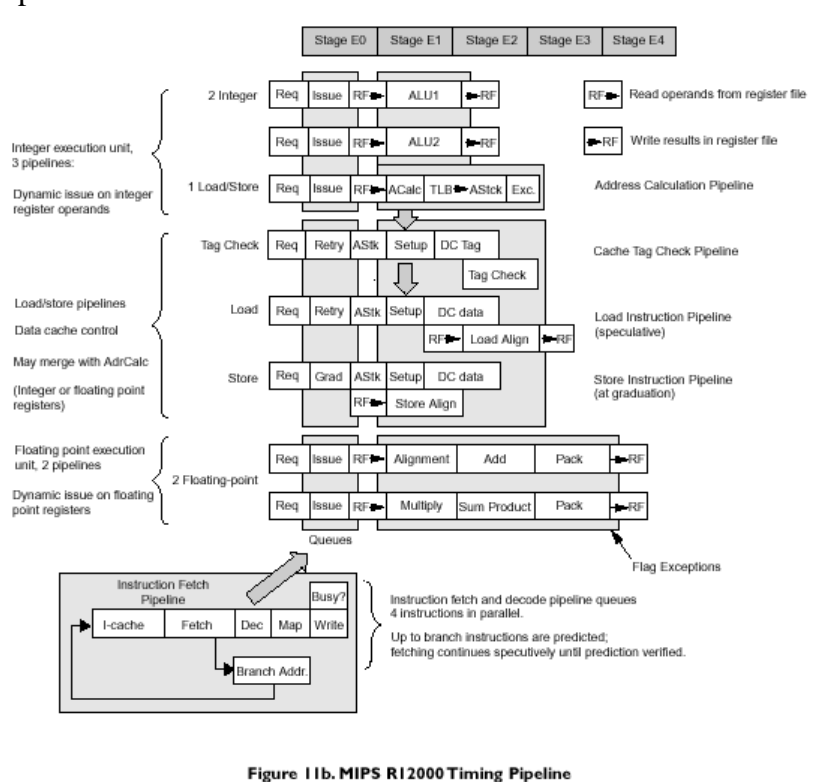 Stage E0 Stage E1 Stage E2 Stage E3 Stage E4
2 Integer Req Issue RF ALU1 RF
RF Read operands from register file
Req Issue RF ALU2 RF
RF Write results in register file
Integer execution unit,
3 pipelines:
Dynamic issue on integer
register operands
1 Load/Store Req Issue RF ACalc TLB AStck Exc. Address Calculation Pipeline
Tag Check Req Retry AStk Setup DC Tag Cache Tag Check Pipeline
Tag Check
Load/store pipelines
Data cache control
May merge with AdrCalc
(Integer or floating point
registers)
Load Req Retry AStk Setup DC data Load Instruction Pipeline
(speculative)
RF Load Align RF
Store Req Grad AStk Setup DC data Store Instruction Pipeline
(at graduation)
RF Store Align
Floating point execution
unit, 2 pipelines
Dynamic issue on floating
point registers
2 Floating-point
Req Issue RF Alignment Add Pack RF
Req Issue RF Multiply Sum Product Pack RF
Queues
Flag Exceptions
Instruction Fetch
Pipeline
Busy?
I-cache Fetch Dec Map Write
Branch Addr.
Instruction fetch and decode pipeline queues
4 instructions in parallel.
Up to branch instructions are predicted;
fetching continues specutively until prediction verified.
Figure 11b. MIPS R12000 Timing Pipeline